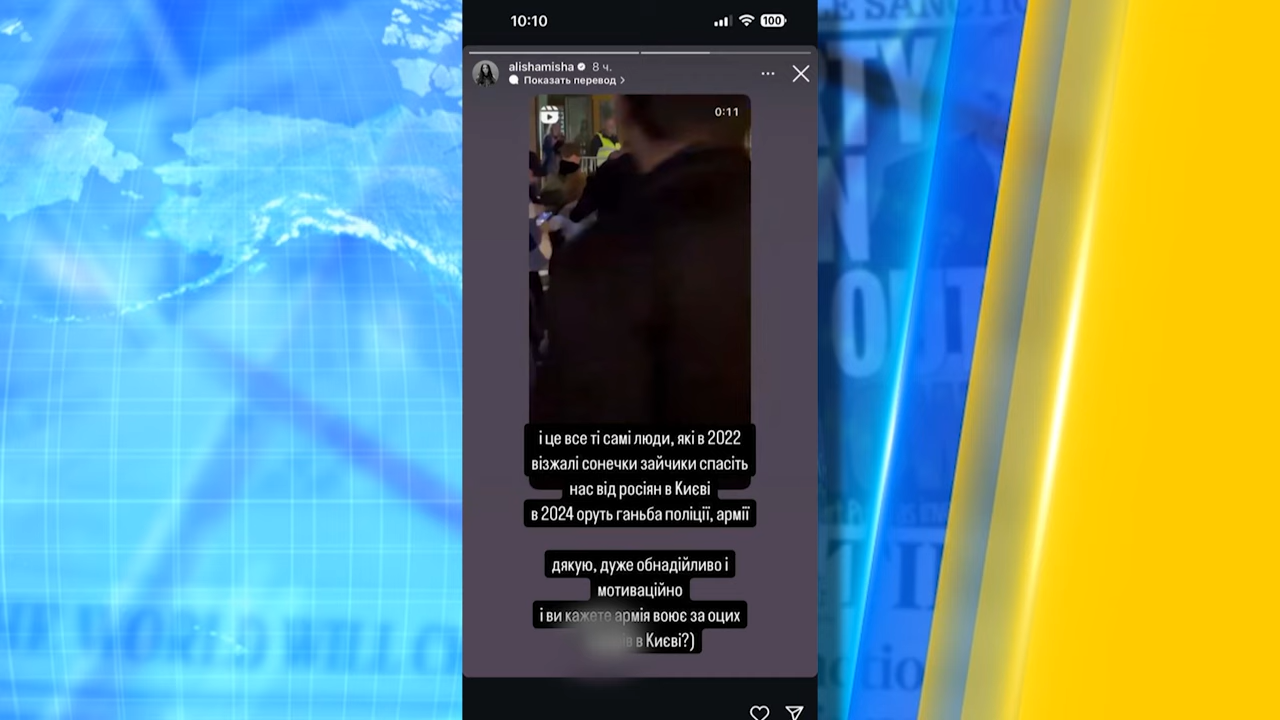 10:10
100
alishamisha 8 ч.
Показать перевод
0:11
і це все ті самі люди, які в 2022
візжалі сонечки зайчики спасіть
нас від росіян в Києві
в 2024 оруть ганьба поліції, армії
дякую, дуже обнадійливо і
мотиваційно
і ви кажете армія воює за оцих
в Києві?)